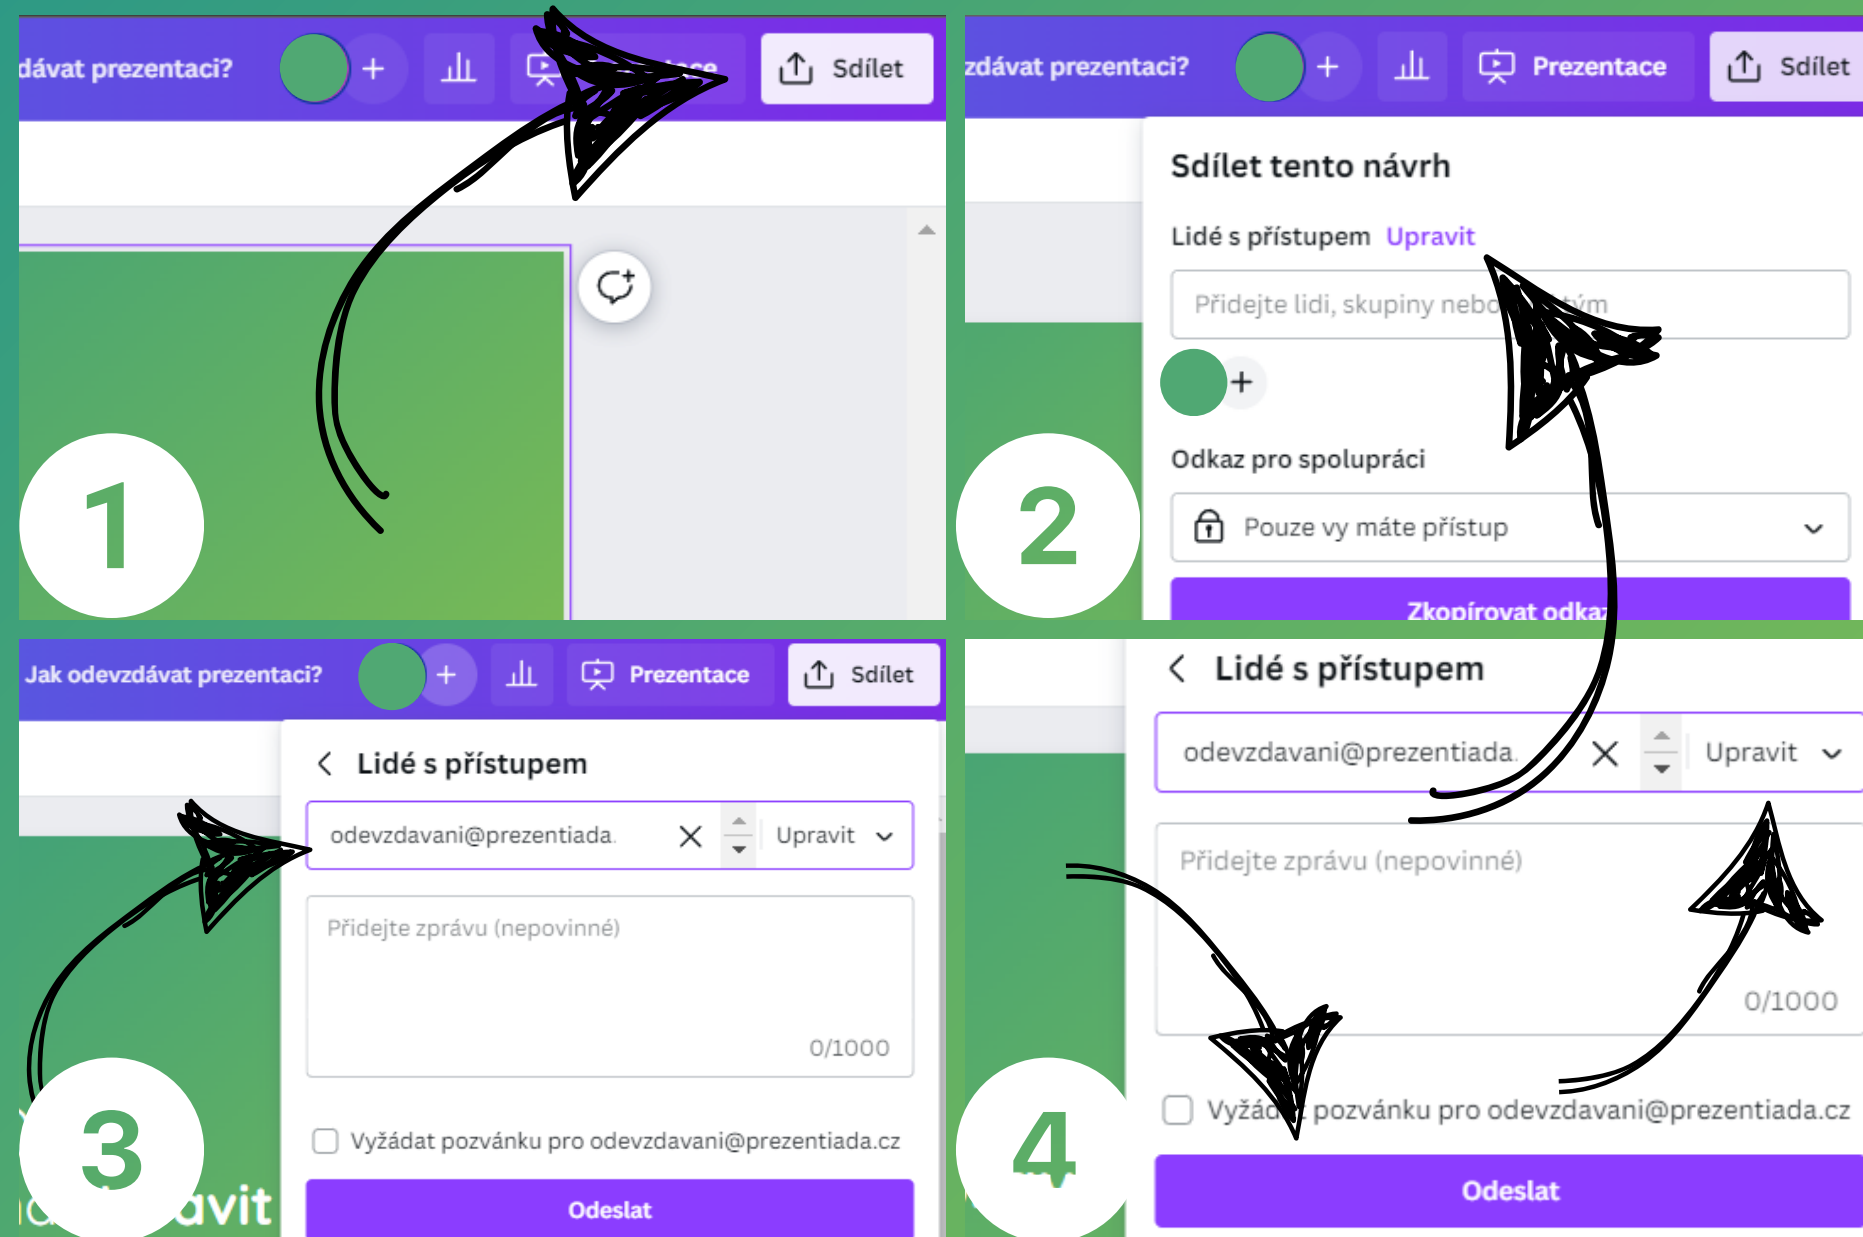 dávat prezentaci?
Sdílet
1
zdávat prezentaci?
Prezentace
Sdílet
Sdílet tento návrh
Lidé s přístupem Upravit
Přidejte lidi, skupiny nebo tým
Odkaz pro spolupráci
Pouze vy máte přístup
Zkopírovat odkaz
2
Jak odevzdávat prezentaci?
Prezentace
Sdílet
Lidé s přístupem
odevzdavani@prezentiada.
Upravit
Přidejte zprávu (nepovinné)
0/1000
Vyžádat pozvánku pro odevzdavani@prezentiada.cz
Odeslat
3
avit
Lidé s přístupem
odevzdavani@prezentiada.
Upravit
Přidejte zprávu (nepovinné)
0/1000
pozvánku pro odevzdavani@prezentiada.cz
Odeslat
4